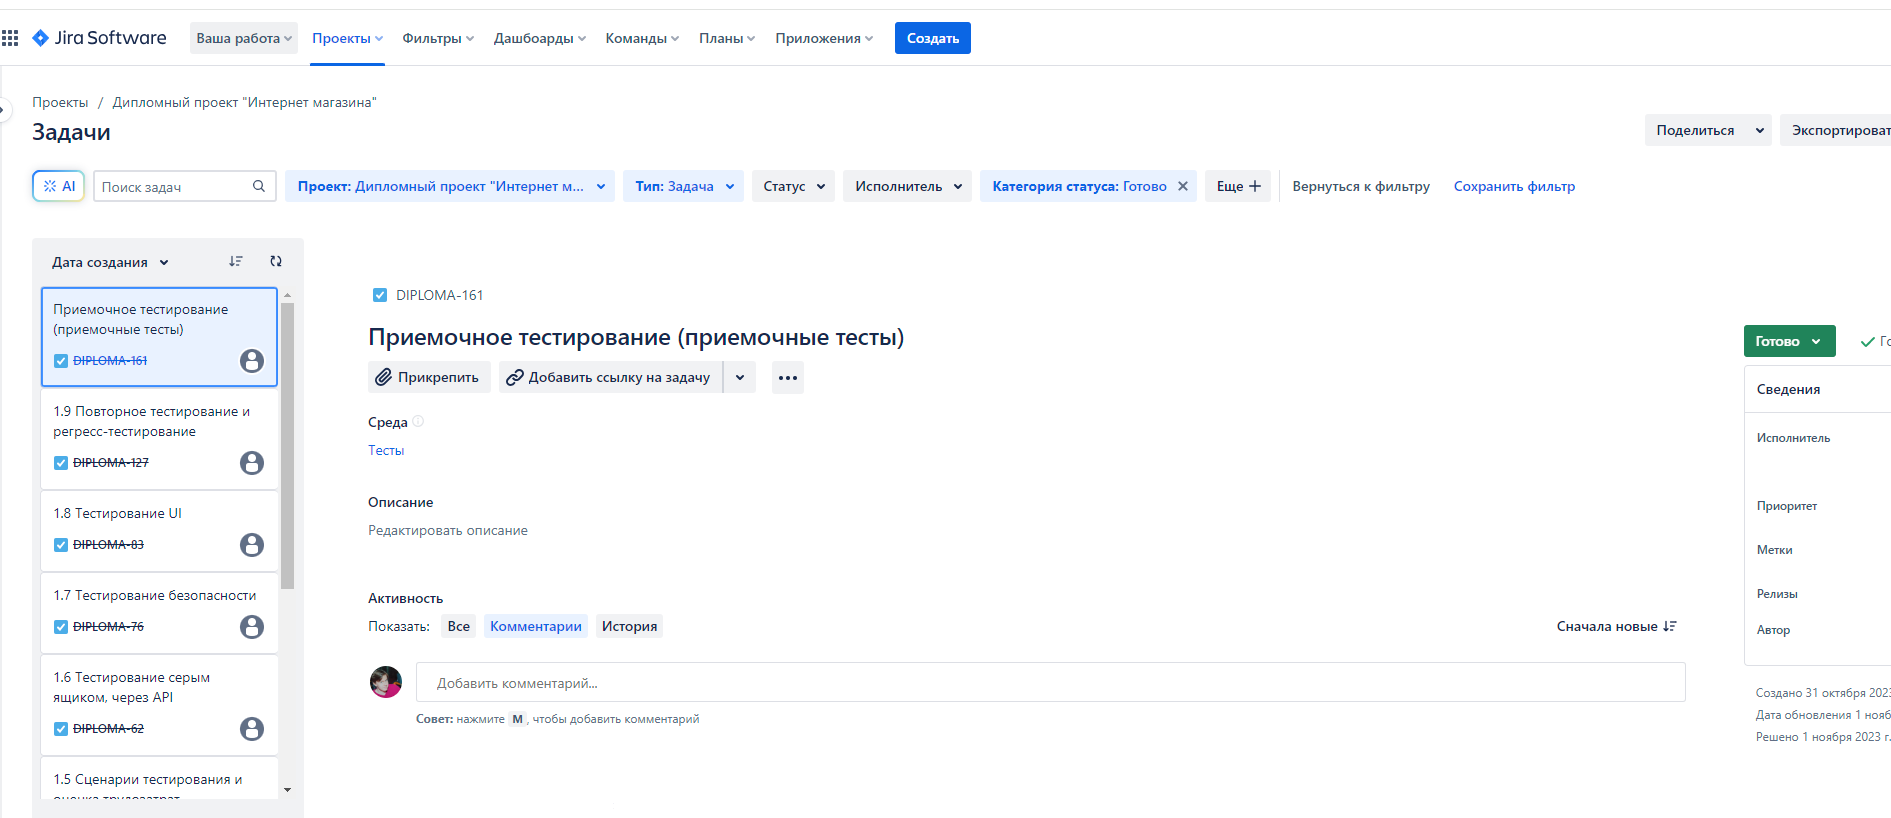 Jira Software
Ваша работа
Проекты
Фильтры
Дашборды
Команды
Планы
Приложения
Создать
Проекты / Дипломный проект "Интернет магазина"
Задачи
Поделиться
Экспортироват
AI
Поиск задач
Проект: Дипломный проект "Интернет м...
Тип: Задача
Статус
Исполнитель
Категория статуса: Готово
Еще
Вернуться к фильтру
Сохранить фильтр
Дата создания
Приемочное тестирование
(приемочные тесты)
DIPLOMA-161
1.9 Повторное тестирование и
регресс-тестирование
DIPLOMA-127
1.8 Тестирование UI
DIPLOMA-83
1.7 Тестирование безопасности
DIPLOMA-76
1.6 Тестирование серым
ящиком, через API
DIPLOMA-62
1.5 Сценарии тестирования и
оценка трудозатрат
DIPLOMA-161
Приемочное тестирование (приемочные тесты)
Прикрепить
Добавить ссылку на задачу
Среда
Тесты
Описание
Редактировать описание
Активность
Показать:
Все
Комментарии
История
Сначала новые
Добавить комментарий...
Совет: нажмите M, чтобы добавить комментарий
Готово
Го
Сведения
Исполнитель
Приоритет
Метки
Релизы
Автор
Создано 31 октября 2023
Дата обновления 1 нояб
Решено 1 ноября 2023 г.